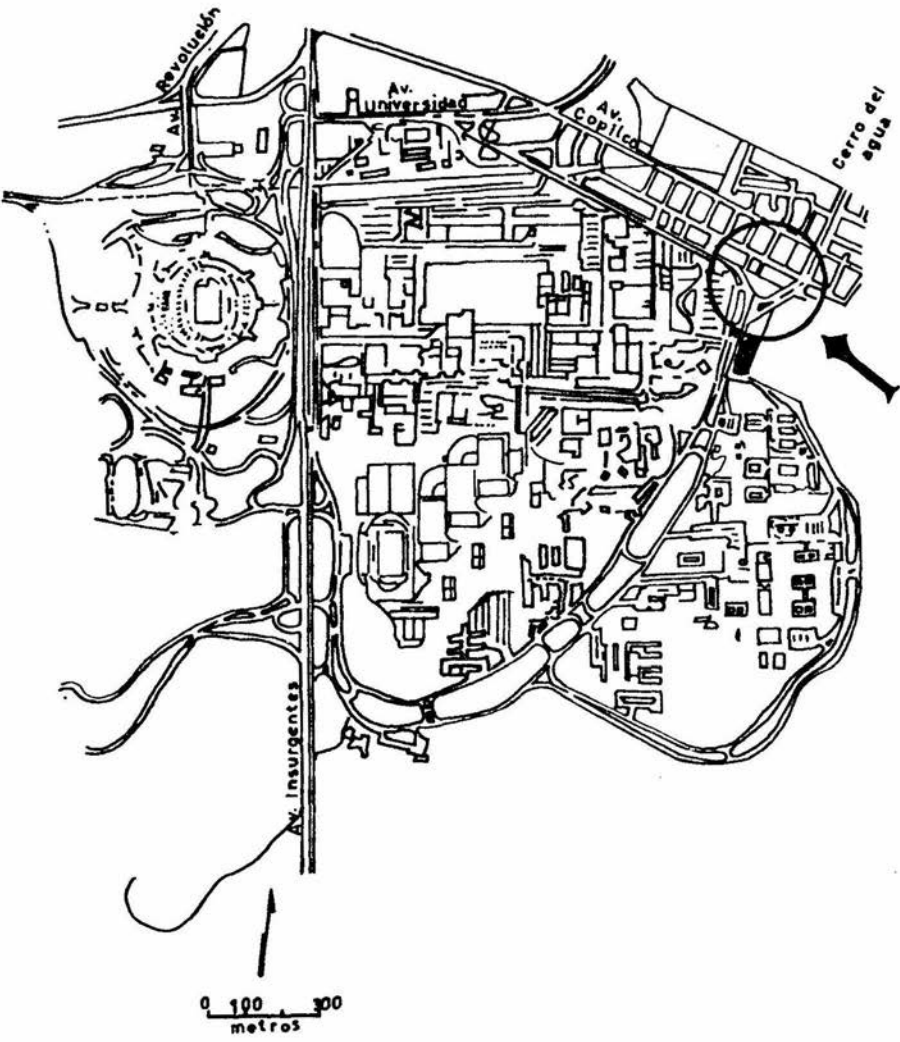 Av. Revolución
Av.
universidad
Av.
Copilco
Cerro del
agua
Av. Insurgentes
0 100 300
metros